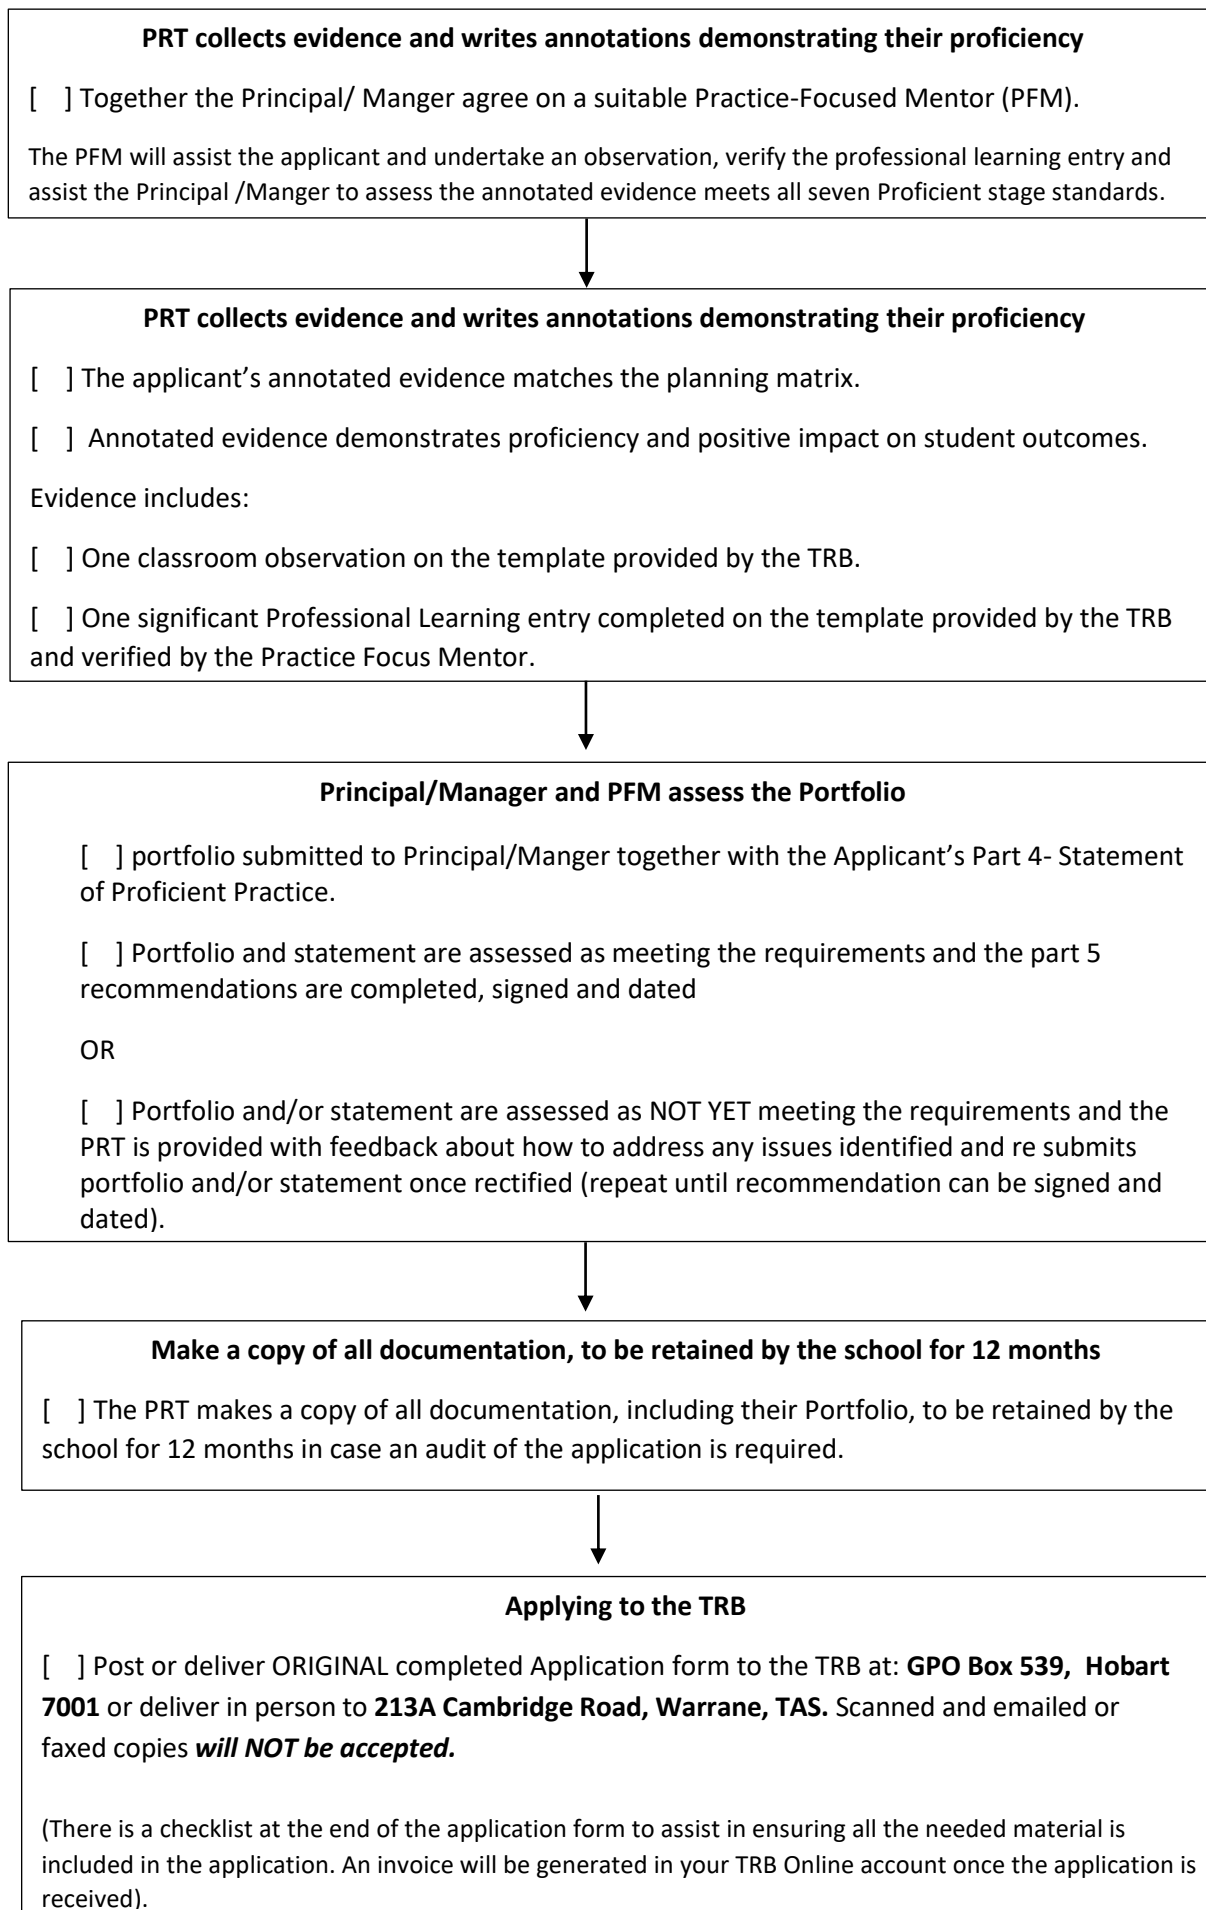 PRT collects evidence and writes annotations demonstrating their proficiency
[   ] Together the Principal/ Manger agree on a suitable Practice-Focused Mentor (PFM).
The PFM will assist the applicant and undertake an observation, verify the professional learning entry and
assist the Principal /Manger to assess the annotated evidence meets all seven Proficient stage standards.
PRT collects evidence and writes annotations demonstrating their proficiency
[   ] The applicant’s annotated evidence matches the planning matrix.
[   ]  Annotated evidence demonstrates proficiency and positive impact on student outcomes.
Evidence includes:
[   ] One classroom observation on the template provided by the TRB.
[   ] One significant Professional Learning entry completed on the template provided by the TRB
and verified by the Practice Focus Mentor.
Principal/Manager and PFM assess the Portfolio
[   ] portfolio submitted to Principal/Manger together with the Applicant’s Part 4- Statement
of Proficient Practice.
[   ] Portfolio and statement are assessed as meeting the requirements and the part 5
recommendations are completed, signed and dated
OR
[   ] Portfolio and/or statement are assessed as NOT YET meeting the requirements and the
PRT is provided with feedback about how to address any issues identified and re submits
portfolio and/or statement once rectified (repeat until recommendation can be signed and
dated).
Make a copy of all documentation, to be retained by the school for 12 months
[   ] The PRT makes a copy of all documentation, including their Portfolio, to be retained by the
school for 12 months in case an audit of the application is required.
Applying to the TRB
[   ] Post or deliver ORIGINAL completed Application form to the TRB at: GPO Box 539,  Hobart
7001 or deliver in person to 213A Cambridge Road, Warrane, TAS. Scanned and emailed or
faxed copies will NOT be accepted.
(There is a checklist at the end of the application form to assist in ensuring all the needed material is
included in the application. An invoice will be generated in your TRB Online account once the application is
received).